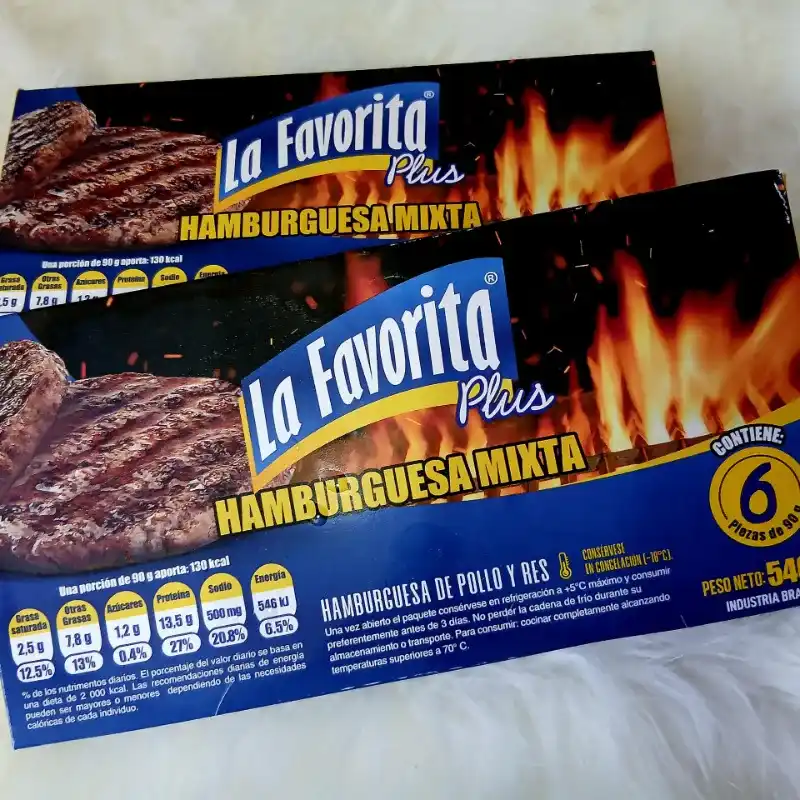 La Favorita®
Plus
HAMBURGUESA MIXTA
Una porción de 90 g aporta: 130 kcal
Grasa Otras Grasas Azúcares Proteína Sodio Energía
7,8 g
La Favorita®
Plus
HAMBURGUESA MIXTA
CONTIENE:
6
Piezas de 90 g
Una porción de 90 g aporta: 130 kcal
Grasa saturada Otras Grasas Azúcares Proteína Sodio Energía
2,5 g 7,8 g 1,2 g 13,5 g 500 mg 546 kJ
12.5% 13% 0.4% 27% 20.8% 6.5%
% de los nutrimentos diarios. El porcentaje del valor diario se basa en
una dieta de 2 000 kcal. Las recomendaciones diarias de energía
pueden ser mayores o menores dependiendo de las necesidades
calóricas de cada individuo.
HAMBURGUESA DE POLLO Y RES
CONSÉRVESE
EN CONGELACIÓN (-18°C).
Una vez abierto el paquete consérvese en refrigeración a +5°C máximo y consumir
preferentemente antes de 3 días. No perder la cadena de frío durante su
almacenamiento o transporte. Para consumir: cocinar completamente alcanzando
temperaturas superiores a 70° C.
PESO NETO: 54
INDUSTRIA